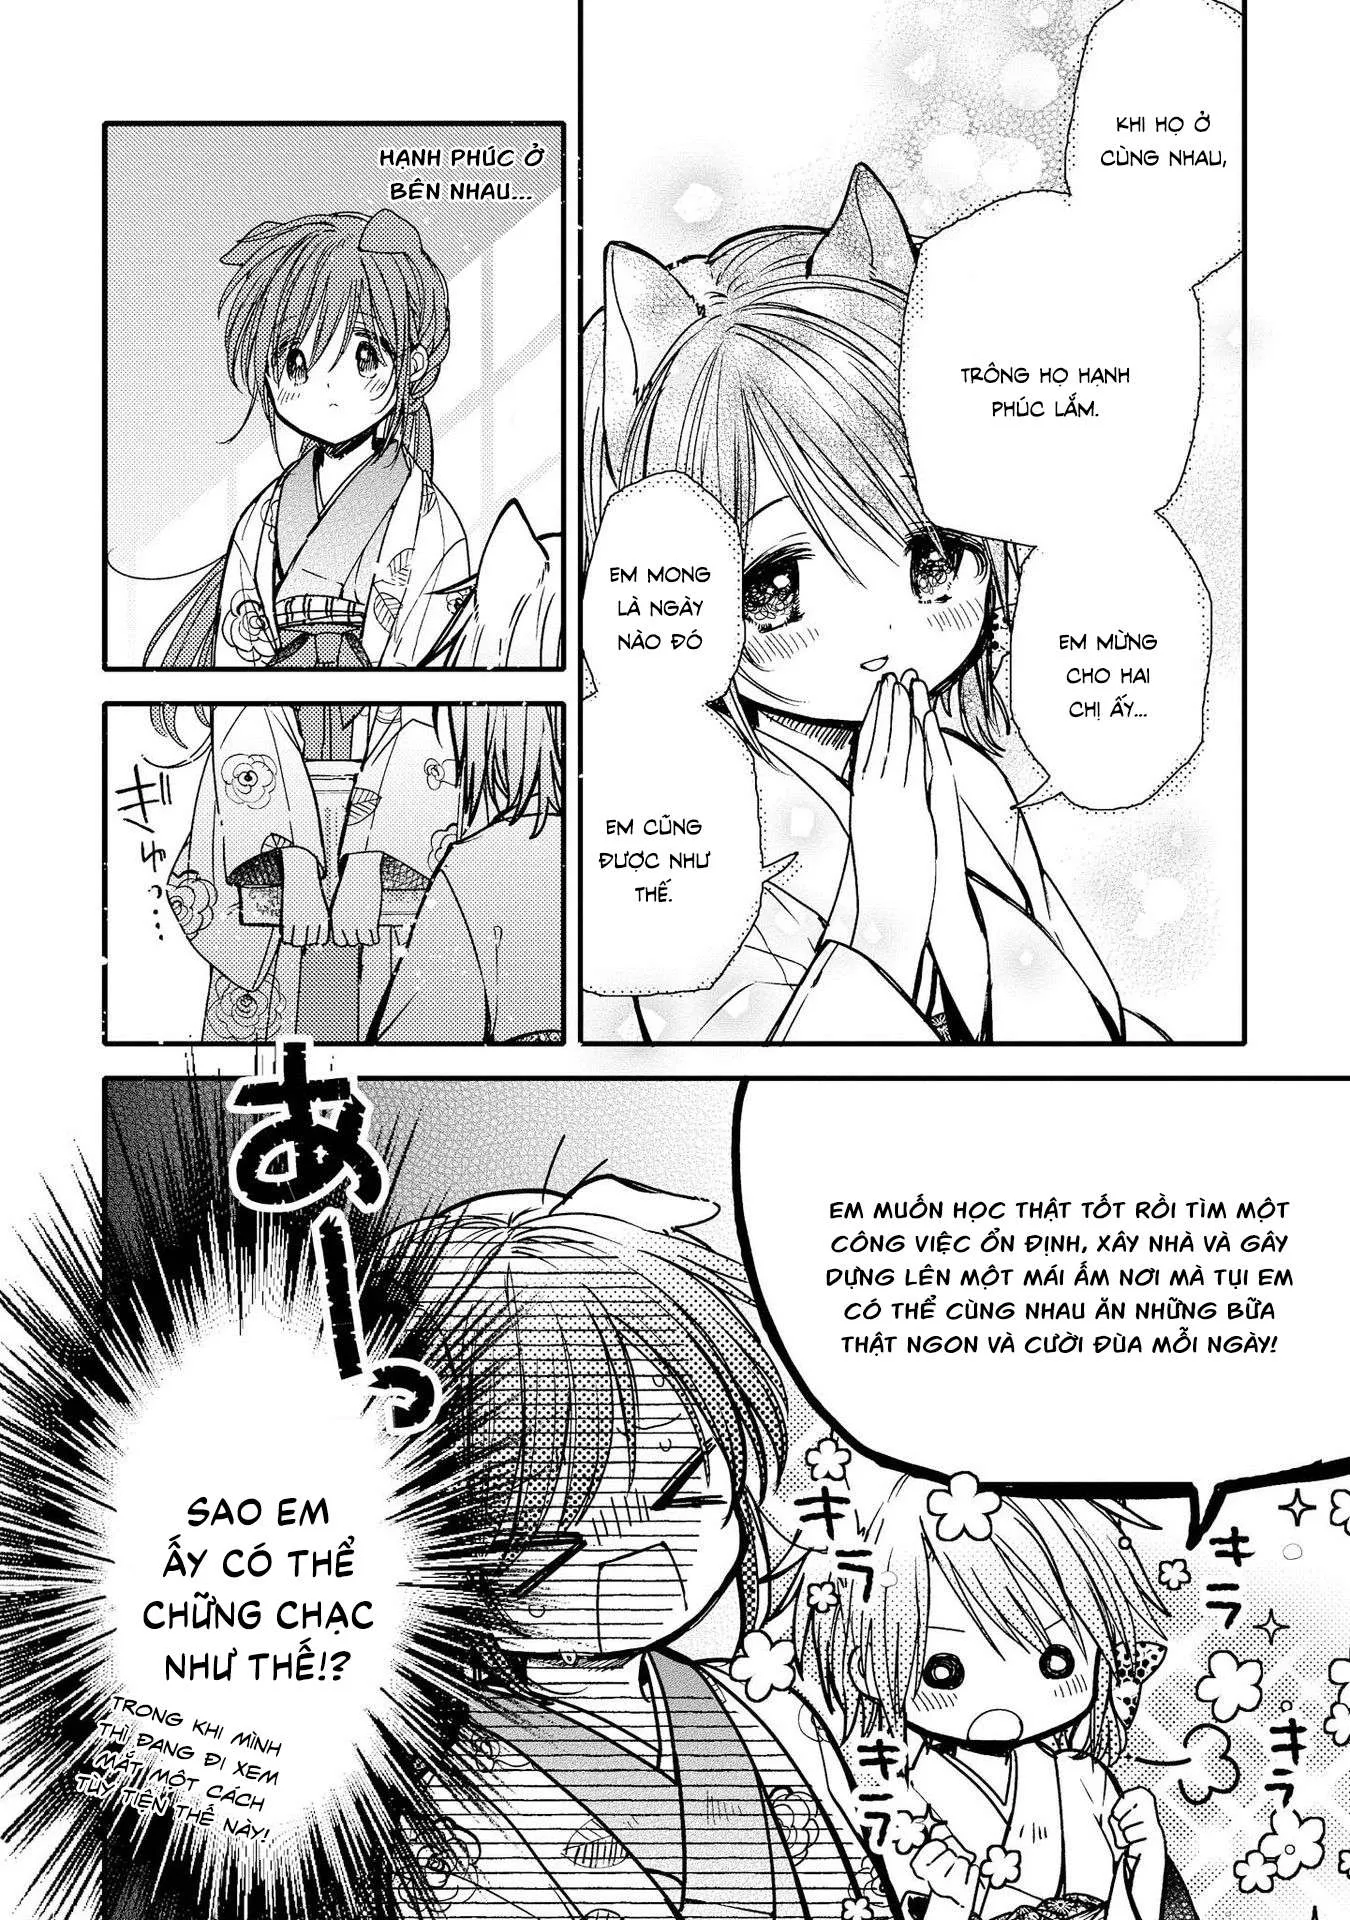 KHI HỌ Ở
CÙNG NHAU,
TRÔNG HỌ HẠNH
PHÚC LẮM.
EM MỪNG
CHO HAI
CHỊ ẤY...
EM MONG
LÀ NGÀY
NÀO ĐÓ
EM CŨNG
ĐƯỢC NHƯ
THẾ.
HẠNH PHÚC Ở
BÊN NHAU...
ぎゅっ…
EM MUỐN HỌC THẬT TỐT RỒI TÌM MỘT
CÔNG VIỆC ỔN ĐỊNH, XÂY NHÀ VÀ GÂY
DỰNG LÊN MỘT MÁI ẤM NƠI MÀ TỤI EM
CÓ THỂ CÙNG NHAU ĂN NHỮNG BỮA
THẬT NGON VÀ CƯỜI ĐÙA MỖI NGÀY!
キラ
キラ
キラ
キラ
キラ
あーっ
SAO EM
ẤY CÓ THỂ
CHỮNG CHẠC
NHƯ THẾ!?
TRONG KHI MÌNH
THÌ ĐANG ĐI XEM
MẮT MỘT CÁCH
TÙY TIỆN THẾ NÀY!